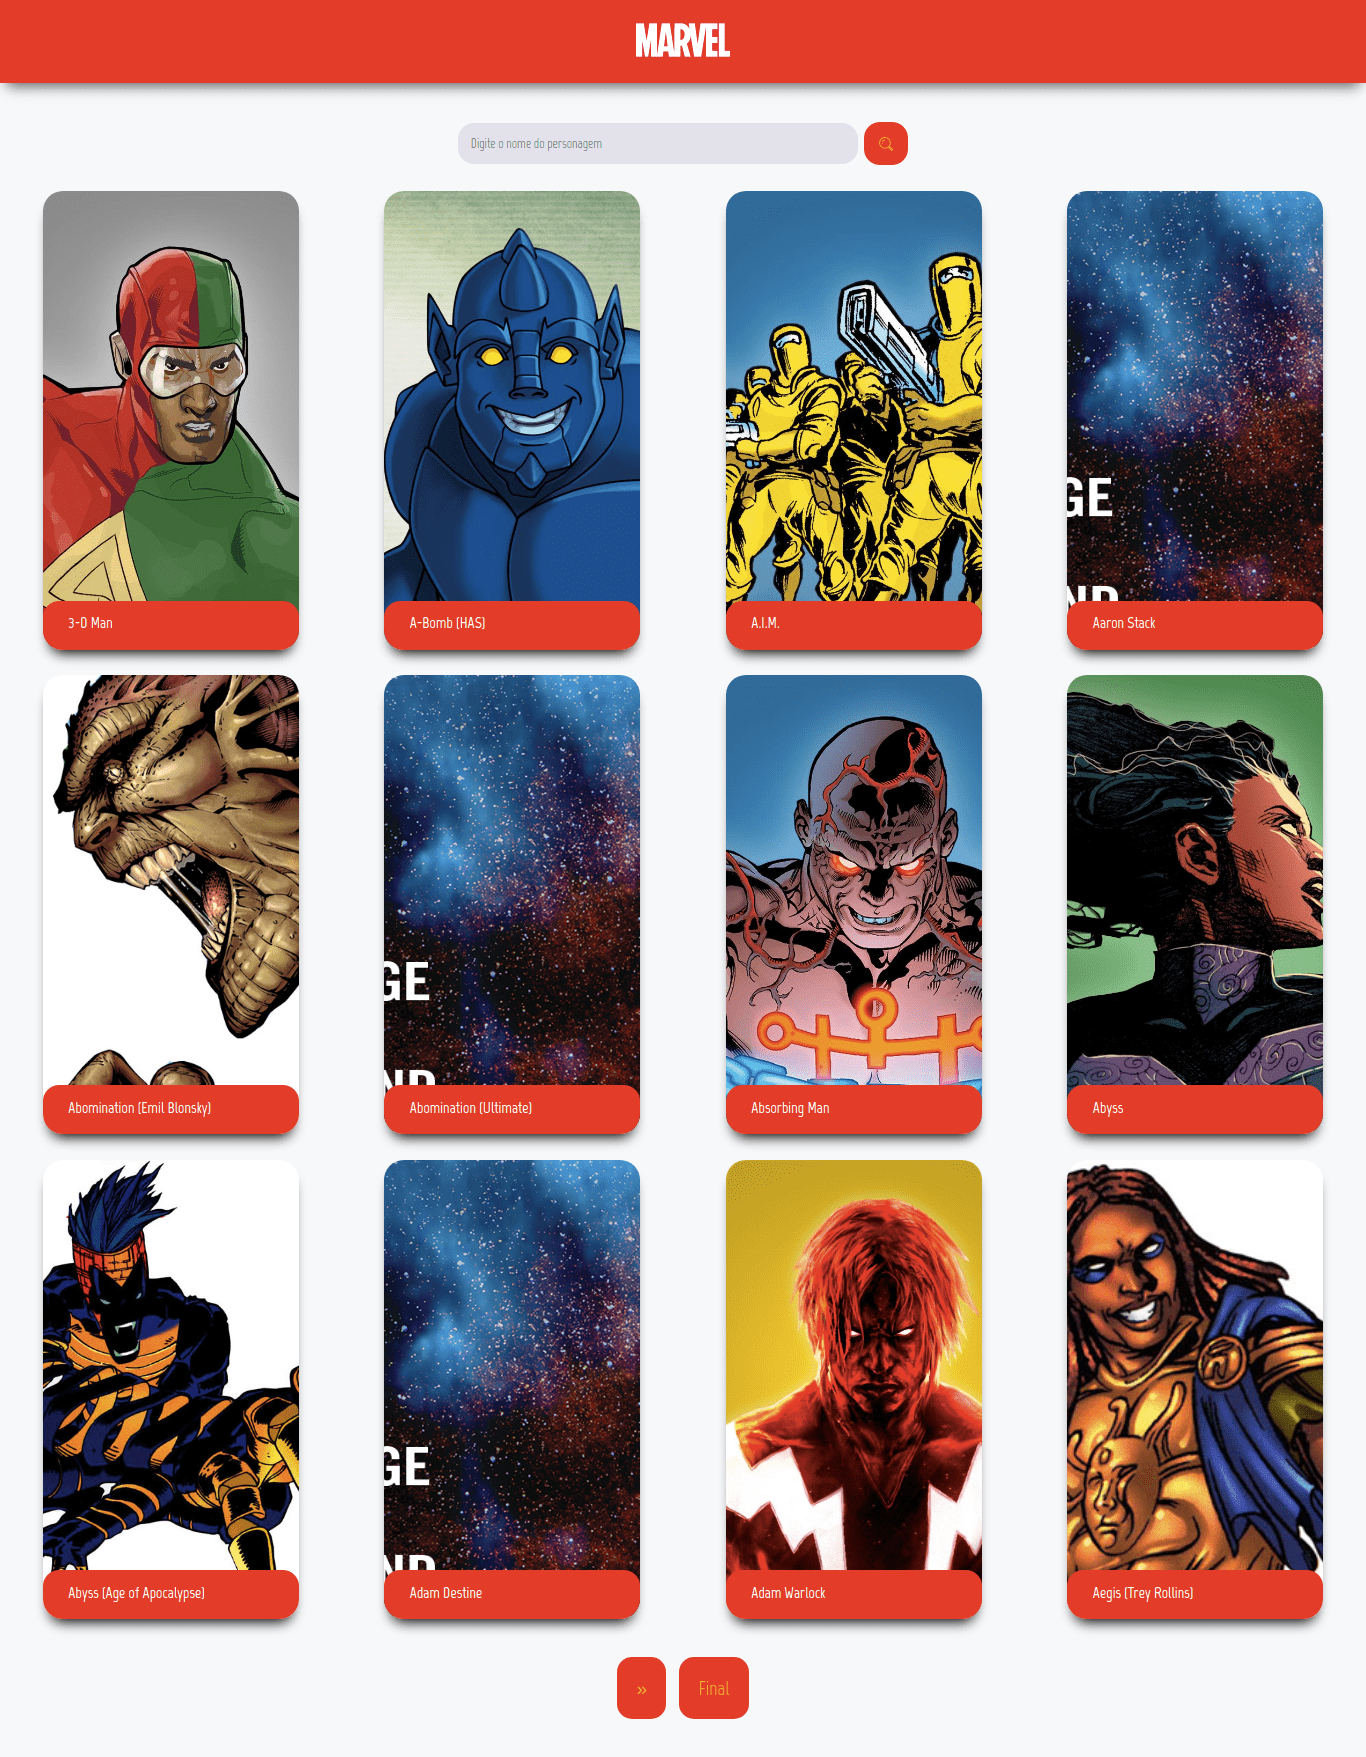 MARVEL
Digite o nome do personagem
3-D Man
A-Bomb (HAS)
A.I.M.
GE
ND
Aaron Stack
Abomination (Emil Blonsky)
GE
ND
Abomination (Ultimate)
Absorbing Man
Abyss
Abyss (Age of Apocalypse)
GE
ND
Adam Destine
Adam Warlock
Aegis (Trey Rollins)
»
Final